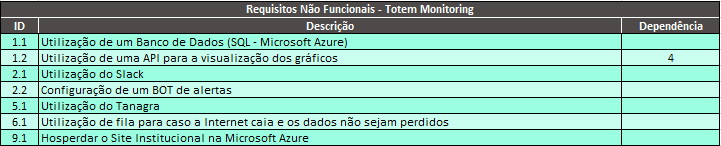 Requisitos Não Funcionais - Totem Monitoring
ID Descrição Dependência
1.1 Utilização de um Banco de Dados (SQL - Microsoft Azure)
1.2 Utilização de uma API para a visualização dos gráficos 4
2.1 Utilização do Slack
2.2 Configuração de um BOT de alertas
5.1 Utilização do Tanagra
6.1 Utilização de fila para caso a Internet caia e os dados não sejam perdidos
9.1 Hosperdar o Site Institucional na Microsoft Azure